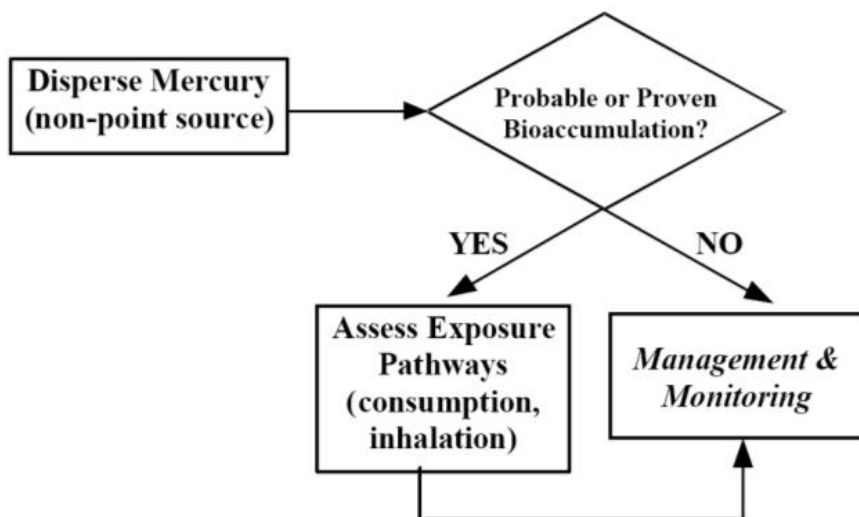 Disperse Mercury
(non-point source)
Probable or Proven
Bioaccumulation?
YES
NO
Assess Exposure
Pathways
(consumption,
inhalation)
Management &
Monitoring